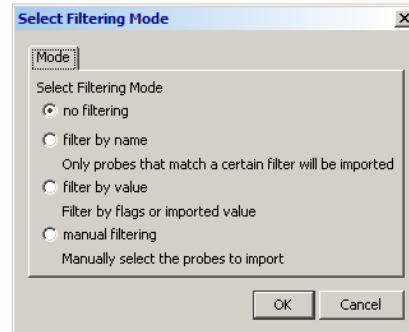 Select Filtering Mode
Mode
Select Filtering Mode
no filtering
filter by name
Only probes that match a certain filter will be imported
filter by value
Filter by flags or imported value
manual filtering
Manually select the probes to import
OK Cancel